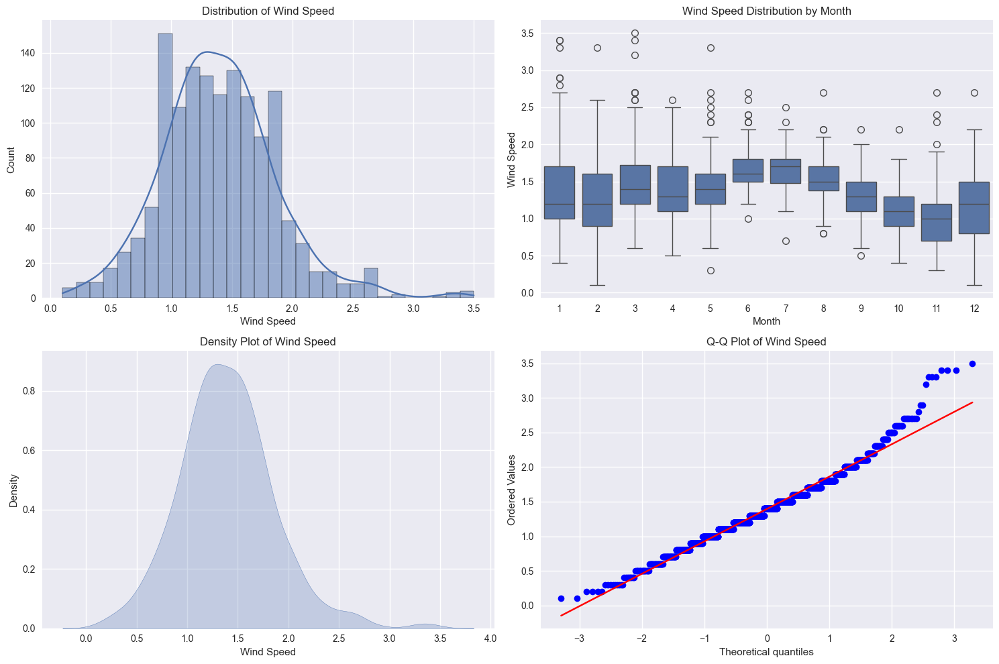 Distribution of Wind Speed
140
120
100
80
60
40
20
0
Count
0.0 0.5 1.0 1.5 2.0 2.5 3.0 3.5
Wind Speed
Wind Speed Distribution by Month
3.5
3.0
2.5
2.0
1.5
1.0
0.5
0.0
Wind Speed
1 2 3 4 5 6 7 8 9 10 11 12
Month
Density Plot of Wind Speed
0.8
0.6
0.4
0.2
0.0
Density
0.0 0.5 1.0 1.5 2.0 2.5 3.0 3.5 4.0
Wind Speed
Q-Q Plot of Wind Speed
3.5
3.0
2.5
2.0
1.5
1.0
0.5
0.0
Ordered Values
−3 −2 −1 0 1 2 3
Theoretical quantiles